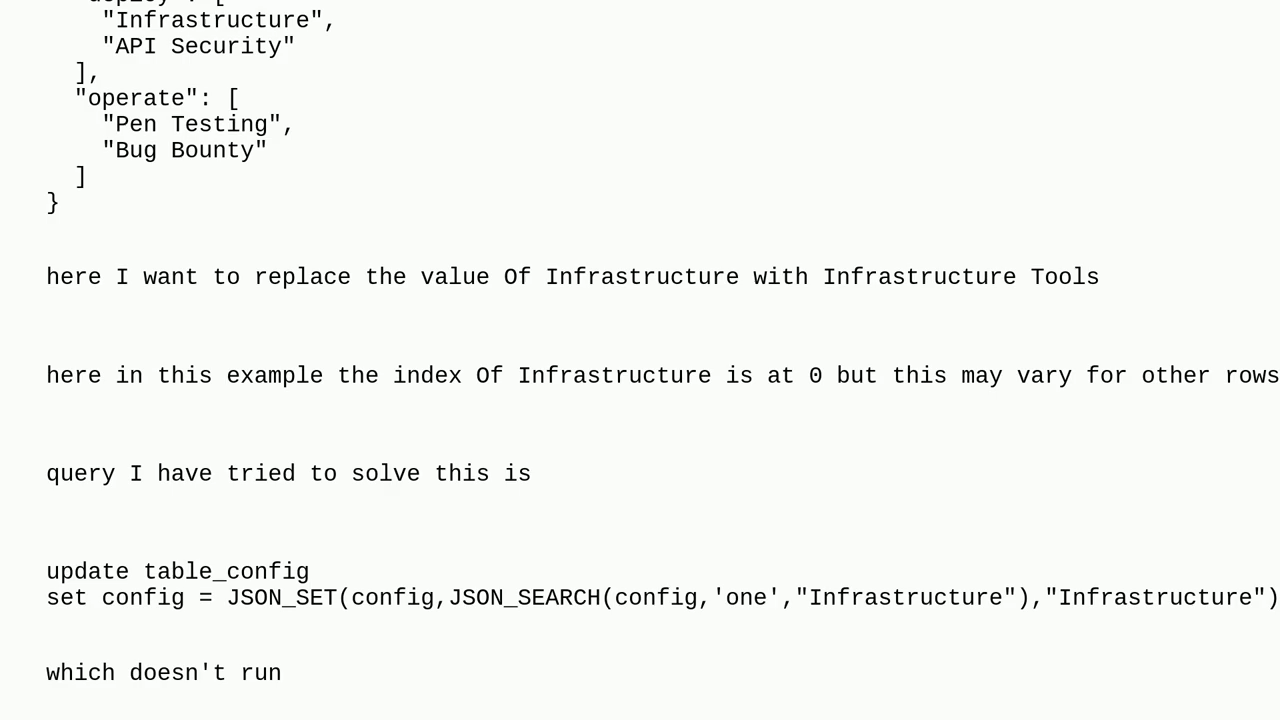 "deploy": [
"Infrastructure",
"API Security"
],
"operate": [
"Pen Testing",
"Bug Bounty"
]
}
here I want to replace the value Of Infrastructure with Infrastructure Tools
here in this example the index Of Infrastructure is at 0 but this may vary for other rows
query I have tried to solve this is
update table_config
set config = JSON_SET(config,JSON_SEARCH(config,'one',"Infrastructure"),"Infrastructure")
which doesn't run